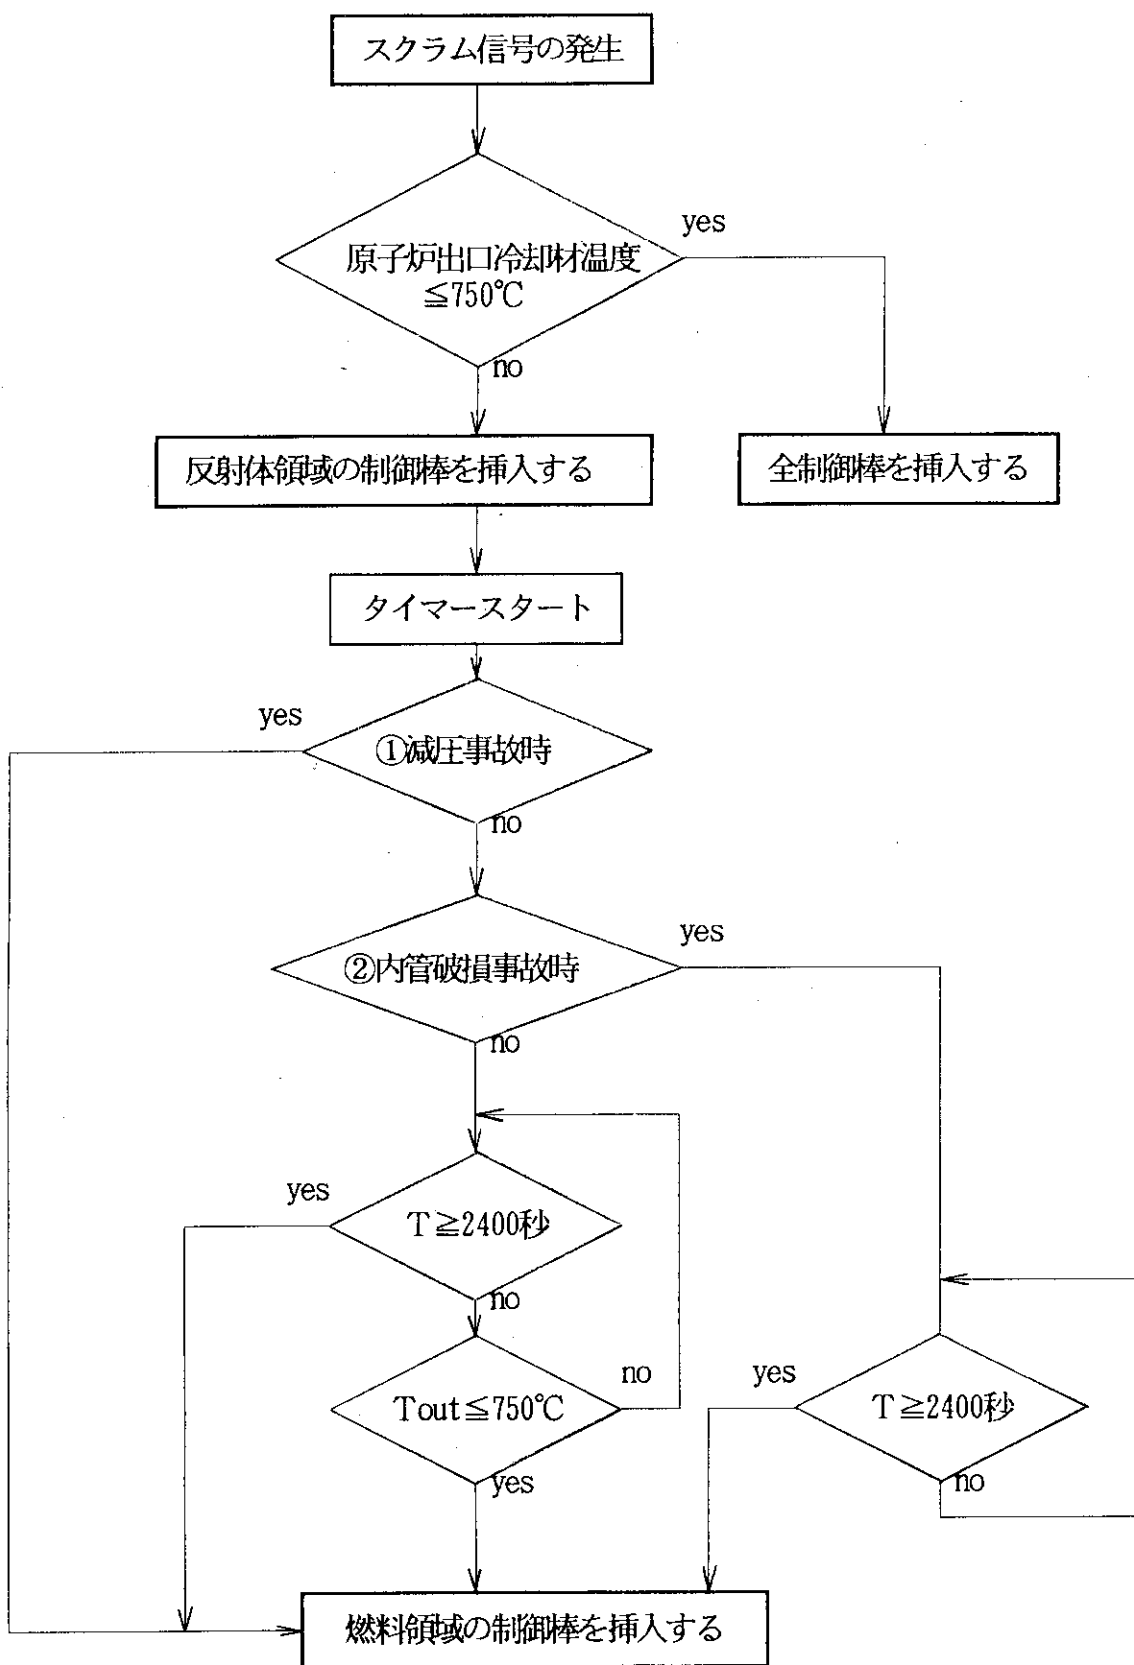 スクラム信号の発生
yes
原子炉出口冷却材温度
≦750℃
no
反射体領域の制御棒を挿入する
全制御棒を挿入する
タイマースタート
yes
①減圧事故時
no
yes
②内管破損事故時
no
yes
T≧2400秒
no
no
yes
Tout≦750℃
T≧2400秒
yes
no
燃料領域の制御棒を挿入する